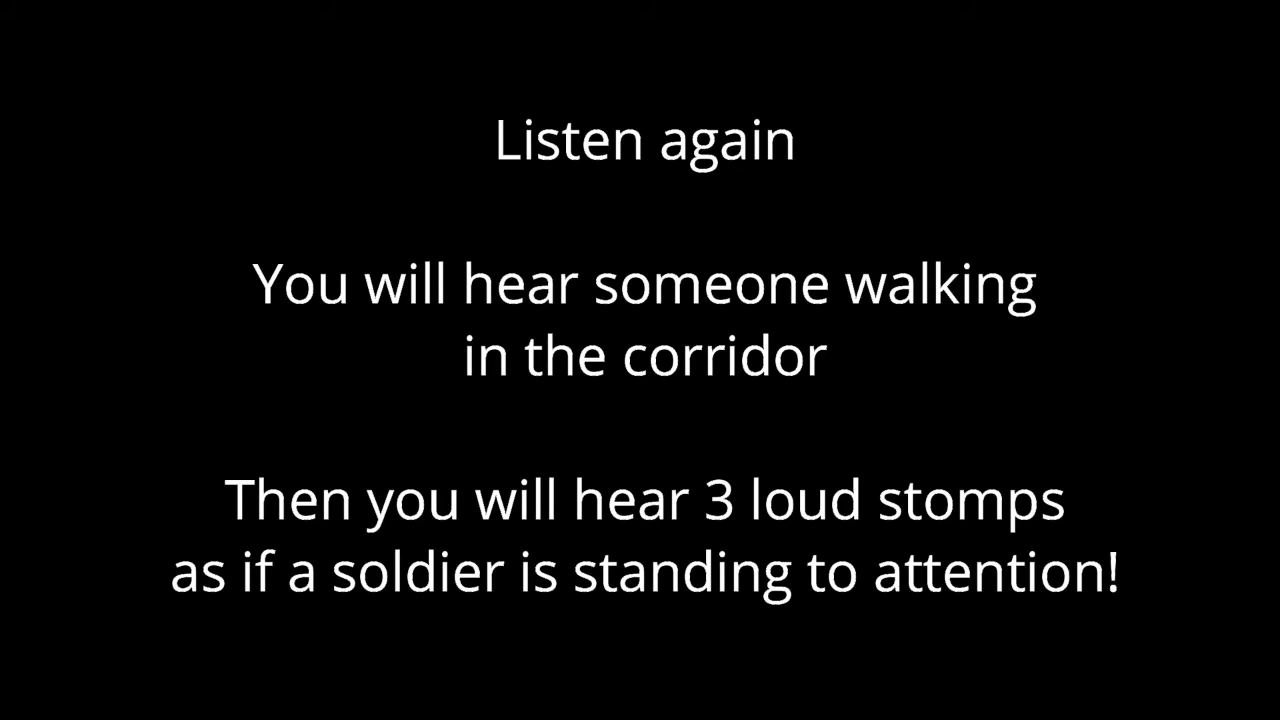 Listen again
You will hear someone walking
in the corridor
Then you will hear 3 loud stomps
as if a soldier is standing to attention!